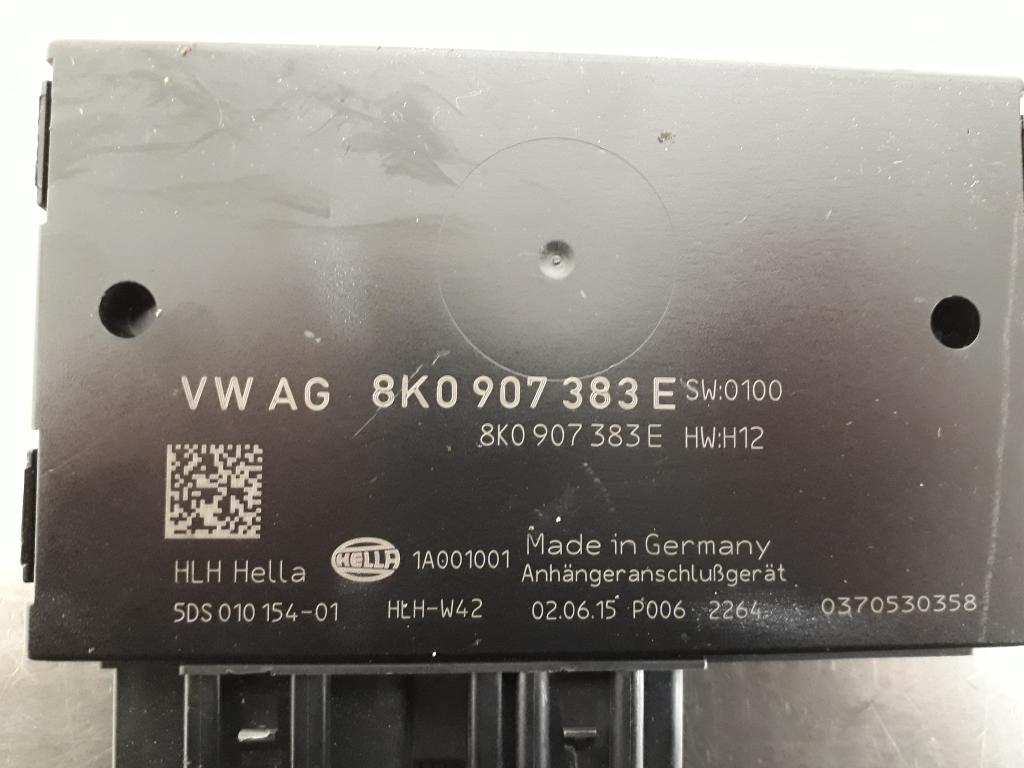 VW AG 8K0 907 383 E SW:0100
8K0 907 383 E HW:H12
HLH Hella HELLA 1A001001 Made in Germany
Anhängeranschlußgerät
5DS 010 154-01 HLH-W42 02.06.15 P006 2264 0370530358